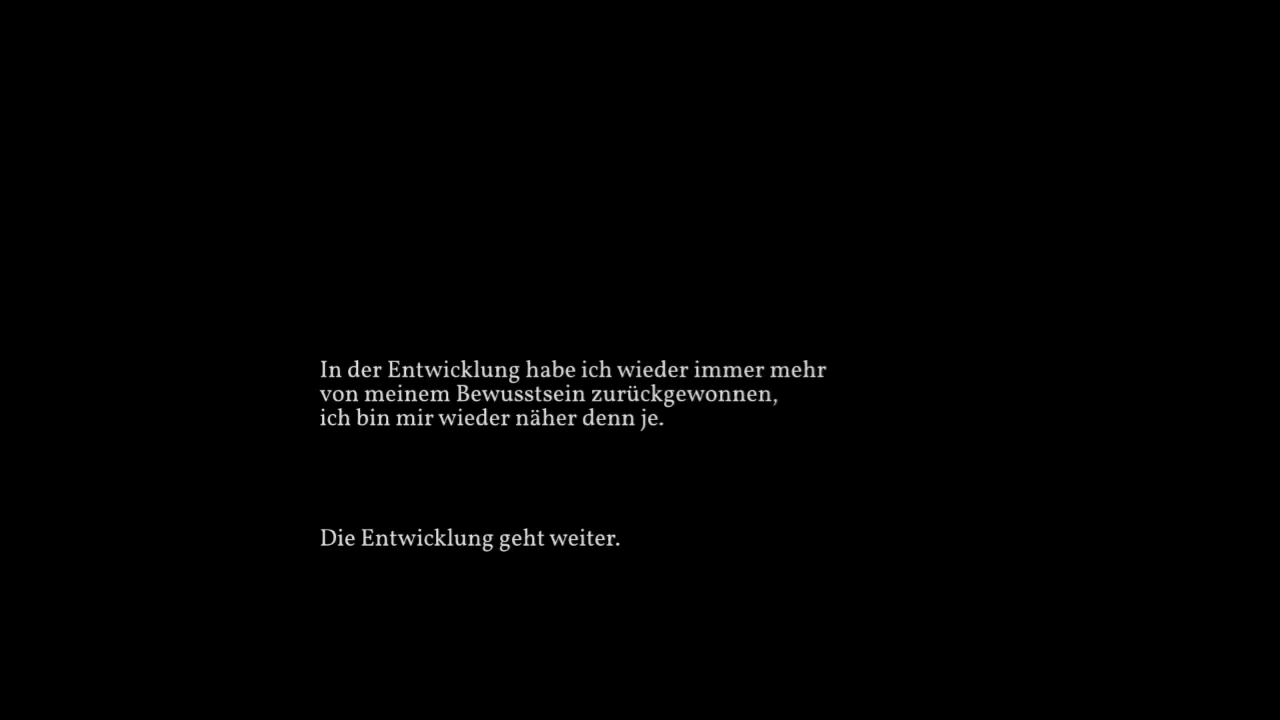 In der Entwicklung habe ich wieder immer mehr
von meinem Bewusstsein zurückgewonnen,
ich bin mir wieder näher denn je.
Die Entwicklung geht weiter.